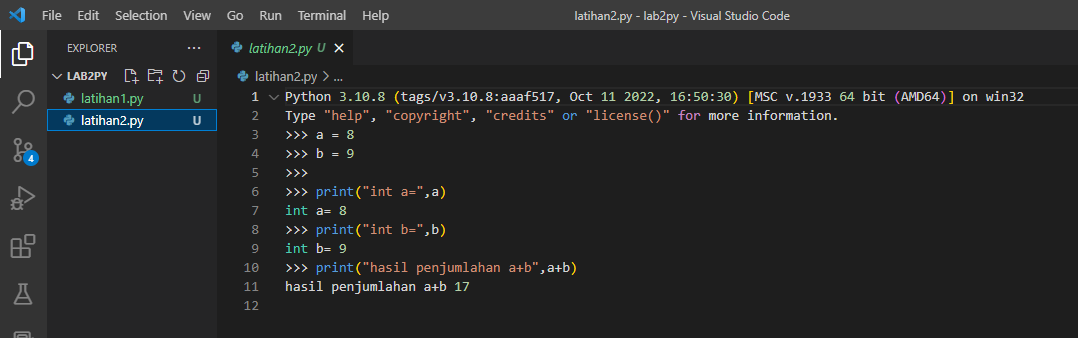 File Edit Selection View Go Run Terminal Help latihan2.py - lab2py - Visual Studio Code
EXPLORER ...
latihan2.py U
LAB2PY
latihan1.py U
latihan2.py U
4
latihan2.py > ...
1 Python 3.10.8 (tags/v3.10.8:aaaf517, Oct 11 2022, 16:50:30) [MSC v.1933 64 bit (AMD64)] on win32
2 Type "help", "copyright", "credits" or "license()" for more information.
3 >>> a = 8
4 >>> b = 9
5 >>>
6 >>> print("int a=",a)
7 int a= 8
8 >>> print("int b=",b)
9 int b= 9
10 >>> print("hasil penjumlahan a+b",a+b)
11 hasil penjumlahan a+b 17
12